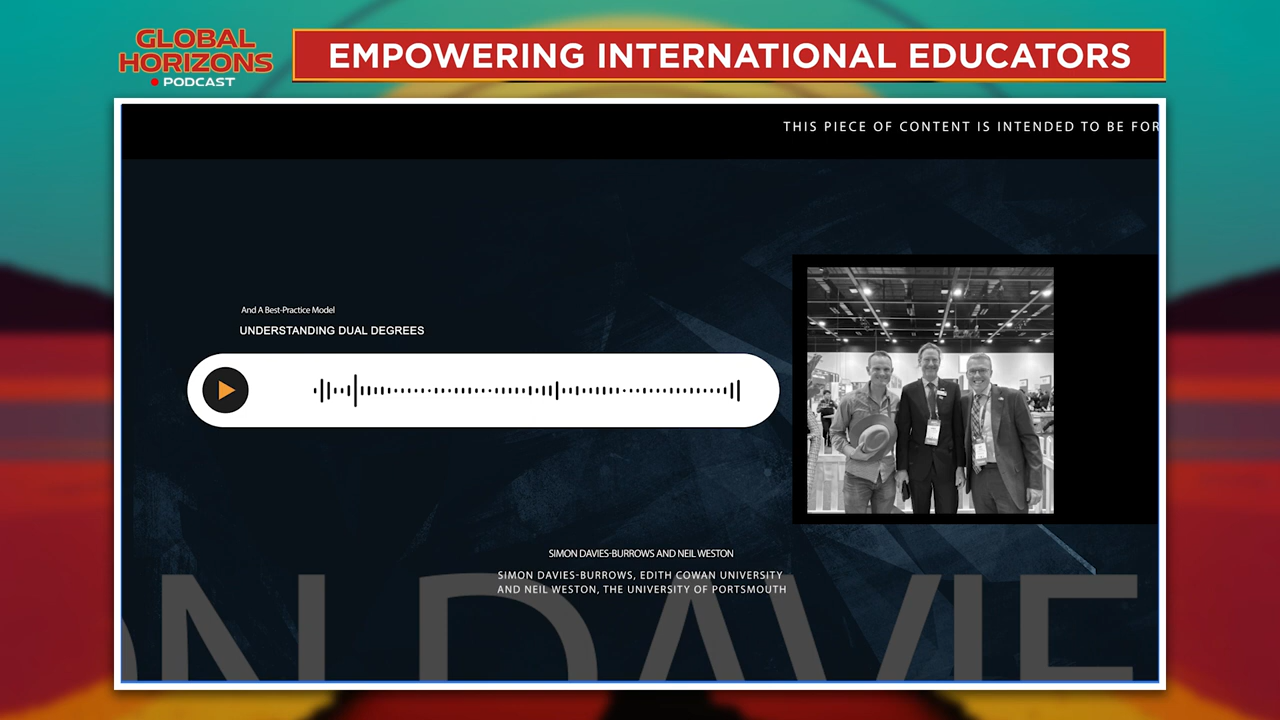 GLOBAL
HORIZONS
PODCAST
EMPOWERING INTERNATIONAL EDUCATORS
THIS PIECE OF CONTENT IS INTENDED TO BE FOR
And A Best-Practice Model
UNDERSTANDING DUAL DEGREES
SIMON DAVIES-BURROWS AND NEIL WESTON
SIMON DAVIES-BURROWS, EDITH COWAN UNIVERSITY
AND NEIL WESTON, THE UNIVERSITY OF PORTSMOUTH
ON DAVIE